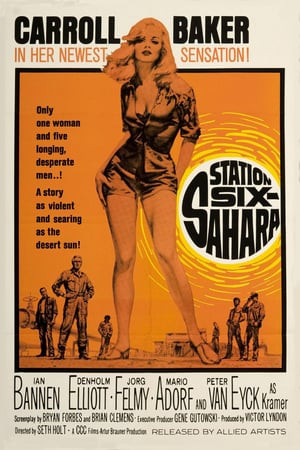 CARROLL BAKER
IN HER NEWEST SENSATION!
Only
one woman
and five
longing,
desperate
men..!
A story
as violent
and searing
as the
desert sun!
STATION
SIX-
SAHARA
IAN BANNEN DENHOLM ELLIOTT JORG FELMY MARIO ADORF AND PETER VAN EYCK AS Kramer
Screenplay by BRYAN FORBES and BRIAN CLEMENS · Executive Producer GENE GUTOWSKI · Produced by VICTOR LYNDON
Directed by SETH HOLT · A CCC Films-Artur Brauner Production RELEASED BY ALLIED ARTISTS